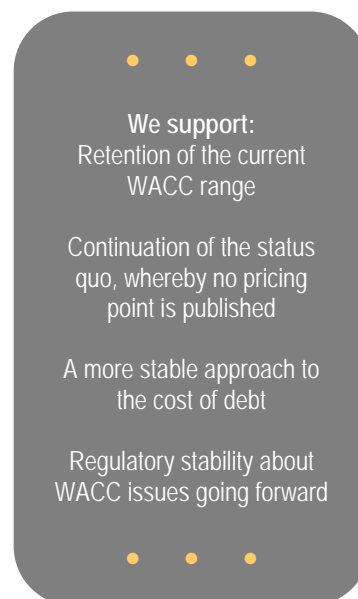 We support:
Retention of the current
WACC range
Continuation of the status
quo, whereby no pricing
point is published
A more stable approach to
the cost of debt
Regulatory stability about
WACC issues going forward